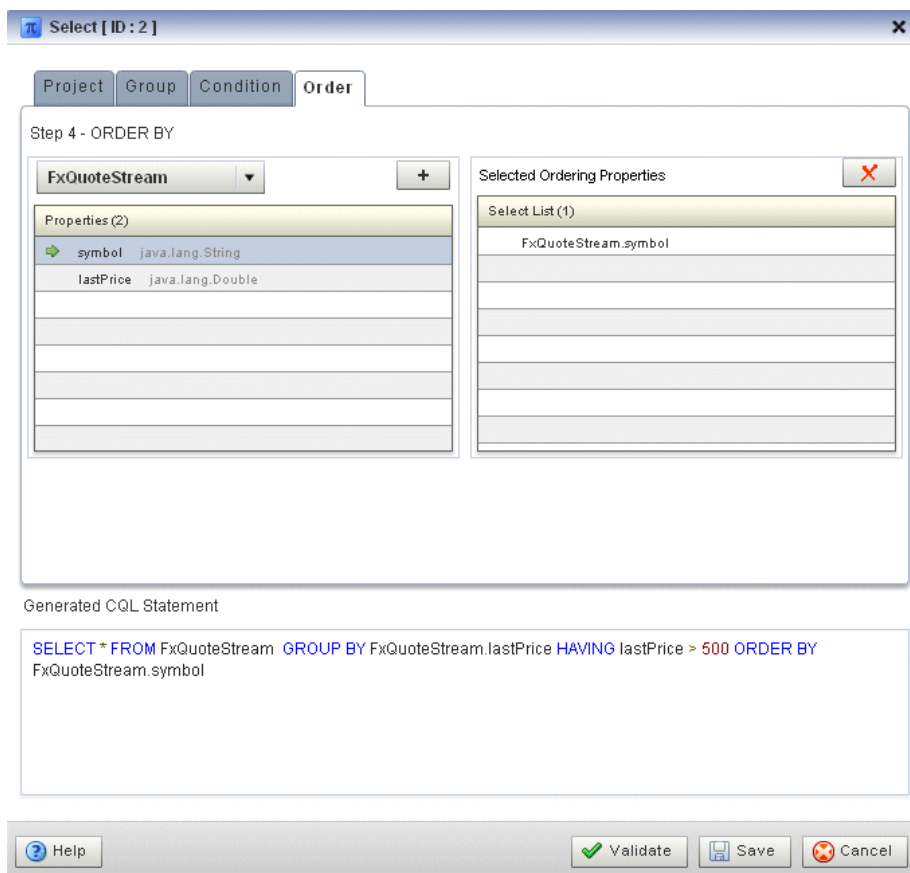 π Select [ ID : 2 ]
Project Group Condition Order
Step 4 - ORDER BY
FxQuoteStream
+
Selected Ordering Properties
Properties (2)
Select List (1)
symbol java.lang.String
FxQuoteStream.symbol
lastPrice java.lang.Double
Generated CQL Statement
SELECT * FROM FxQuoteStream GROUP BY FxQuoteStream.lastPrice HAVING lastPrice > 500 ORDER BY
FxQuoteStream.symbol
? Help Validate Save Cancel